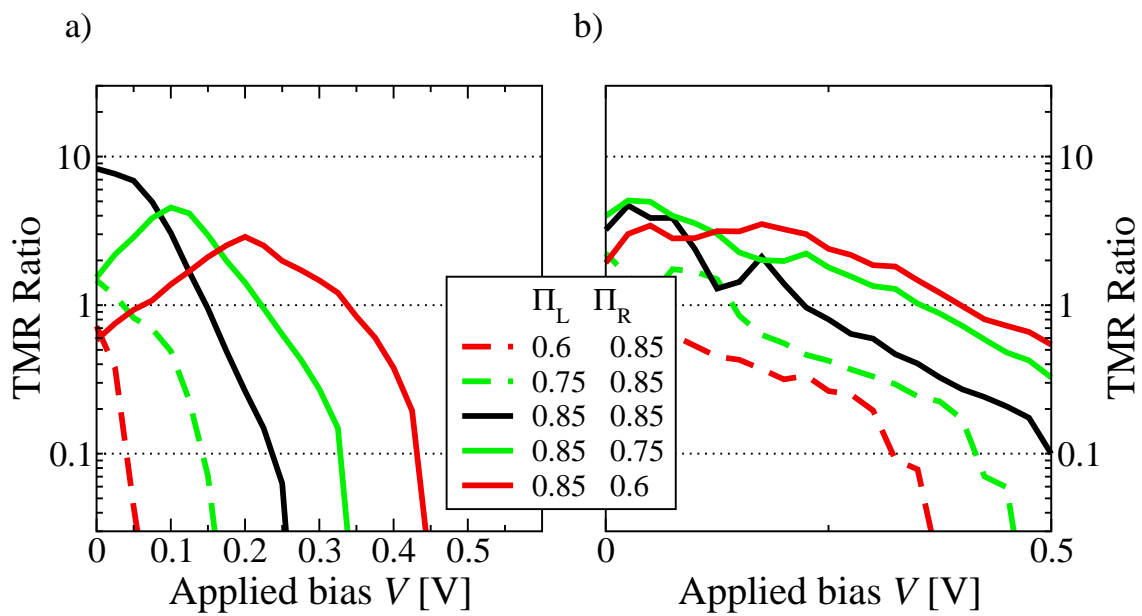 a)
b)
10
1
0.1
TMR Ratio
0 0.1 0.2 0.3 0.4 0.5
Applied bias V [V]
Π_L Π_R
0.6 0.85
0.75 0.85
0.85 0.85
0.85 0.75
0.85 0.6
10
1
0.1
TMR Ratio
0 0.5
Applied bias V [V]